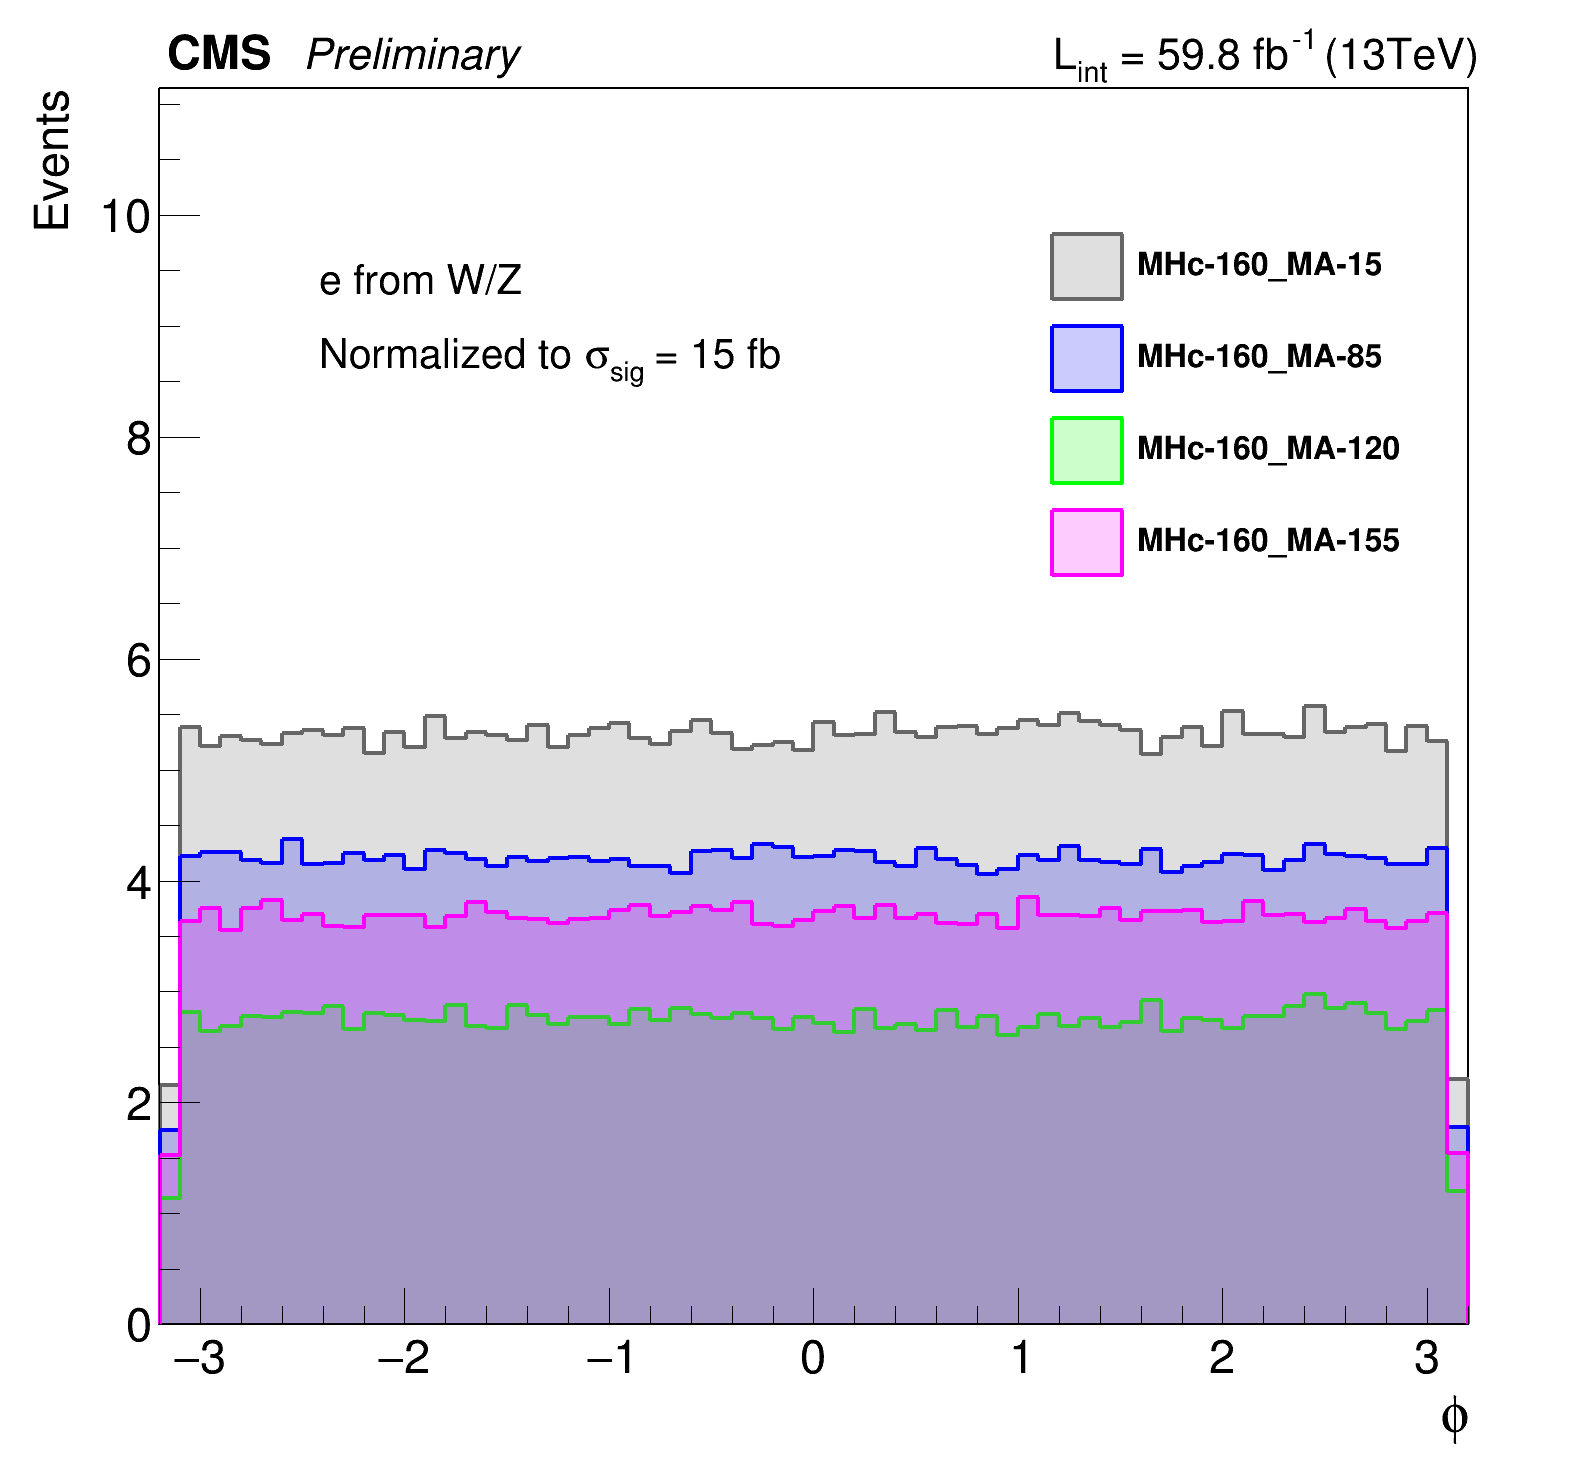 CMS Preliminary
L_int = 59.8 fb^-1 (13TeV)
Events
10
8
6
4
2
0
e from W/Z
Normalized to σ_sig = 15 fb
MHc-160_MA-15
MHc-160_MA-85
MHc-160_MA-120
MHc-160_MA-155
−3 −2 −1 0 1 2 3
ϕ